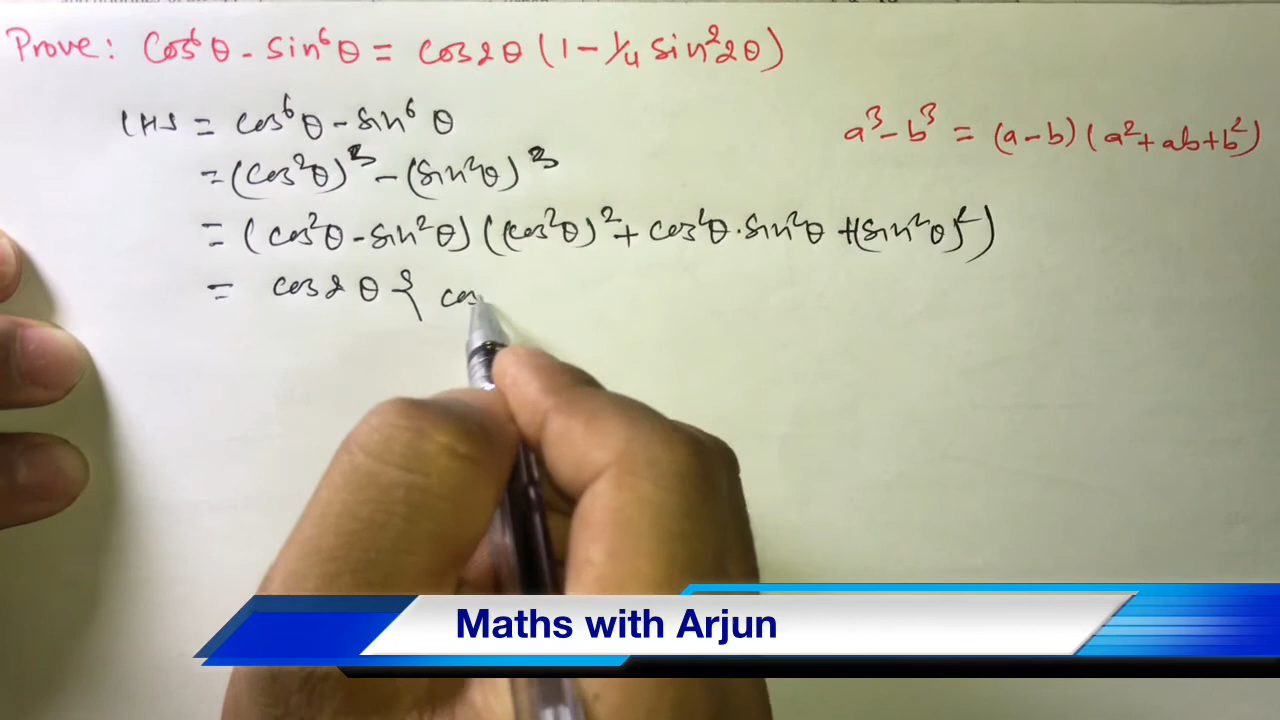 Prove: Cos⁶θ - Sin⁶θ = Cos2θ (1 - 1/4 Sin²2θ)
LHS = Cos⁶θ - Sin⁶θ
a³ - b³ = (a-b)(a²+ab+b²)
= (Cos²θ)³ - (Sin²θ)³
= (Cos²θ - Sin²θ) ((Cos²θ)² + Cos²θ . Sin²θ + (Sin²θ)²)
= Cos2θ { Cos
Maths with Arjun